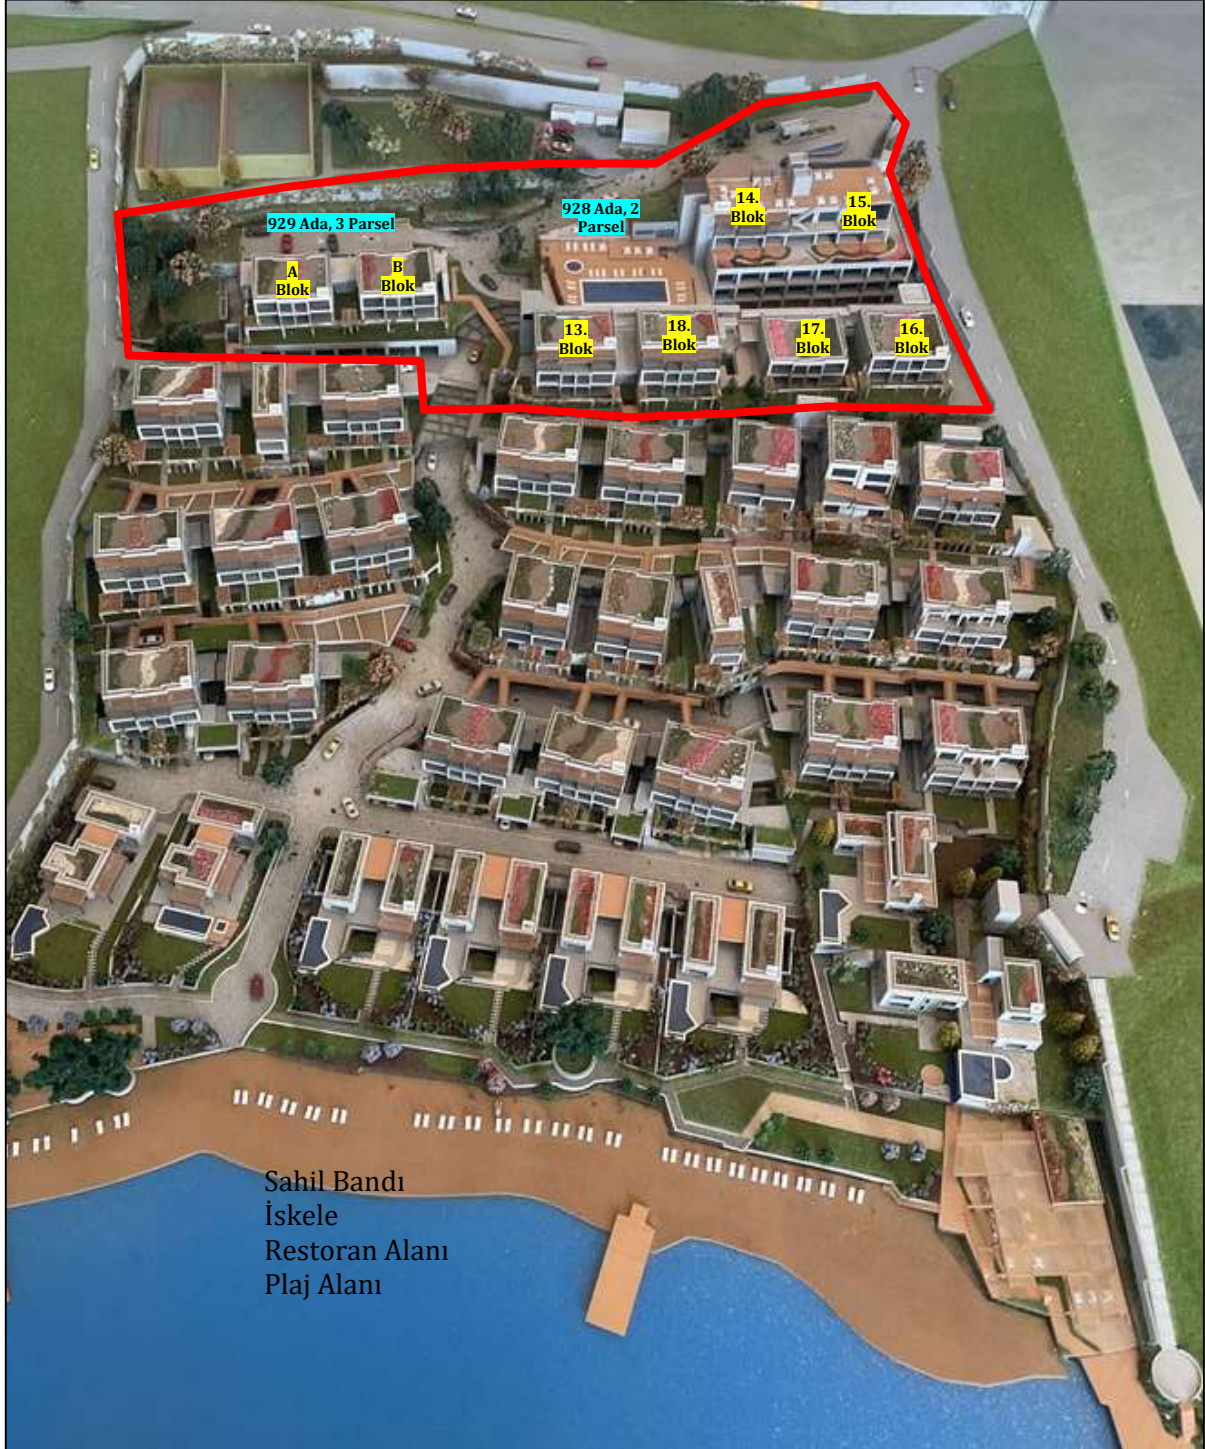 14.
Blok
15.
Blok
928 Ada, 2
Parsel
929 Ada, 3 Parsel
A
Blok
B
Blok
13.
Blok
18.
Blok
17.
Blok
16.
Blok
Sahil Bandı
İskele
Restoran Alanı
Plaj Alanı